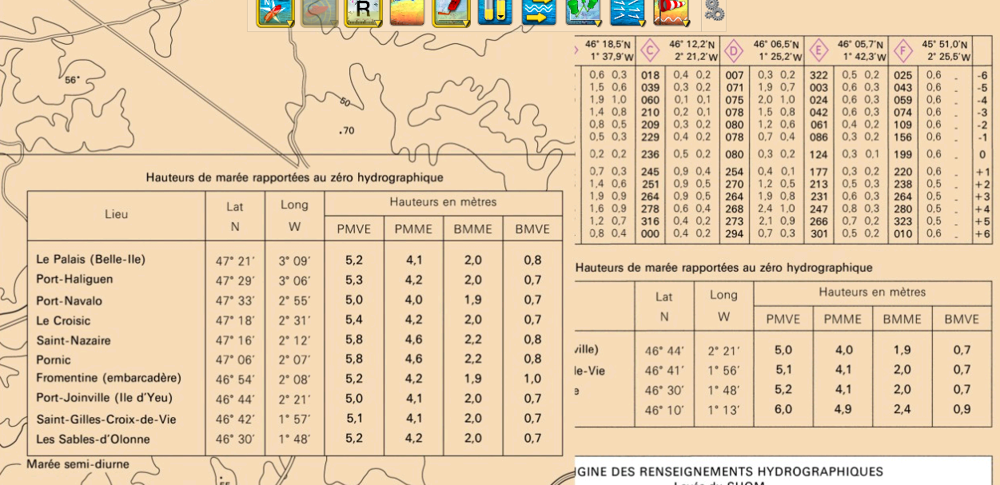 N
R
56°
50
.70
Hauteurs de marée rapportées au zéro hydrographique
Lieu Lat N Long W Hauteurs en mètres
PMVE PMME BMME BMVE
Le Palais (Belle-Ile) 47° 21′ 3° 09′ 5,2 4,1 2,0 0,8
Port-Haliguen 47° 29′ 3° 06′ 5,3 4,2 2,0 0,7
Port-Navalo 47° 33′ 2° 55′ 5,0 4,0 1,9 0,7
Le Croisic 47° 18′ 2° 31′ 5,4 4,2 2,0 0,7
Saint-Nazaire 47° 16′ 2° 12′ 5,8 4,6 2,2 0,8
Pornic 47° 06′ 2° 07′ 5,8 4,6 2,2 0,8
Fromentine (embarcadère) 46° 54′ 2° 08′ 5,2 4,2 1,9 1,0
Port-Joinville (Ile d'Yeu) 46° 44′ 2° 21′ 5,0 4,1 2,0 0,7
Saint-Gilles-Croix-de-Vie 46° 42′ 1° 57′ 5,1 4,1 2,0 0,7
Les Sables-d'Olonne 46° 30′ 1° 48′ 5,2 4,2 2,0 0,7
Marée semi-diurne
46° 18,5′N C 46° 12,2′N D 46° 06,5′N E 46° 05,7′N F 45° 51,0′N
1° 37,9′W 2° 21,2′W 1° 25,2′W 1° 42,3′W 2° 25,5′W
0,6 0,3 018 0,4 0,2 007 0,3 0,2 322 0,5 0,2 025 0,6 - -6
1,5 0,6 039 0,3 0,2 071 1,9 0,7 003 0,6 0,3 043 0,6 - -5
1,9 1,0 060 0,1 0,1 075 2,0 1,0 024 0,6 0,3 059 0,6 - -4
1,4 0,8 210 0,2 0,1 078 1,5 0,8 042 0,6 0,3 074 0,6 - -3
0,8 0,5 209 0,3 0,2 080 1,2 0,6 061 0,4 0,2 109 0,6 - -2
0,5 0,3 229 0,4 0,2 078 0,7 0,4 086 0,3 0,2 156 0,6 - -1
0,2 0,2 236 0,5 0,2 080 0,3 0,2 124 0,3 0,1 199 0,6 - 0
0,7 0,3 245 0,9 0,4 254 0,4 0,1 177 0,3 0,2 220 0,6 - +1
1,4 0,6 251 0,9 0,5 270 1,2 0,5 213 0,5 0,3 238 0,5 - +2
1,9 0,9 264 0,9 0,5 264 1,9 0,8 231 0,6 0,3 264 0,5 - +3
1,6 0,9 278 0,6 0,4 268 2,4 1,0 247 0,8 0,3 280 0,5 - +4
1,2 0,7 316 0,4 0,2 273 2,1 0,9 266 0,7 0,2 323 0,5 - +5
0,8 0,4 000 0,4 0,2 294 0,7 0,3 301 0,5 0,2 010 0,6 - +6
Hauteurs de marée rapportées au zéro hydrographique
Lat N Long W Hauteurs en mètres
PMVE PMME BMME BMVE
ville) 46° 44′ 2° 21′ 5,0 4,0 1,9 0,7
le-Vie 46° 41′ 1° 56′ 5,1 4,1 2,0 0,7
e 46° 30′ 1° 48′ 5,2 4,1 2,0 0,7
46° 10′ 1° 13′ 6,0 4,9 2,4 0,9
GINE DES RENSEIGNEMENTS HYDROGRAPHIQUES